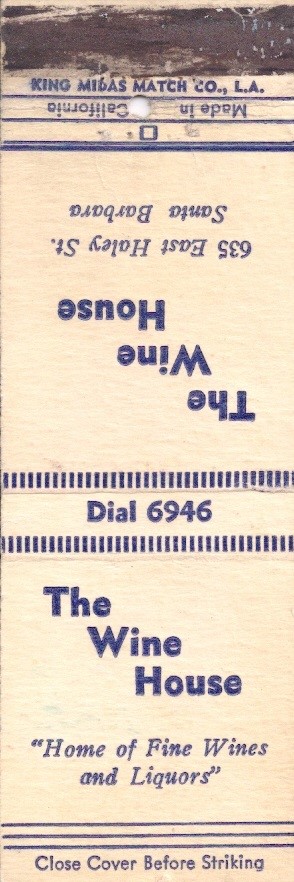 KING MIDAS MATCH CO., L.A.
Made in California
The
Wine
House
635 East Haley St.
Santa Barbara
Dial 6946
The
Wine
House
"Home of Fine Wines
and Liquors"
Close Cover Before Striking